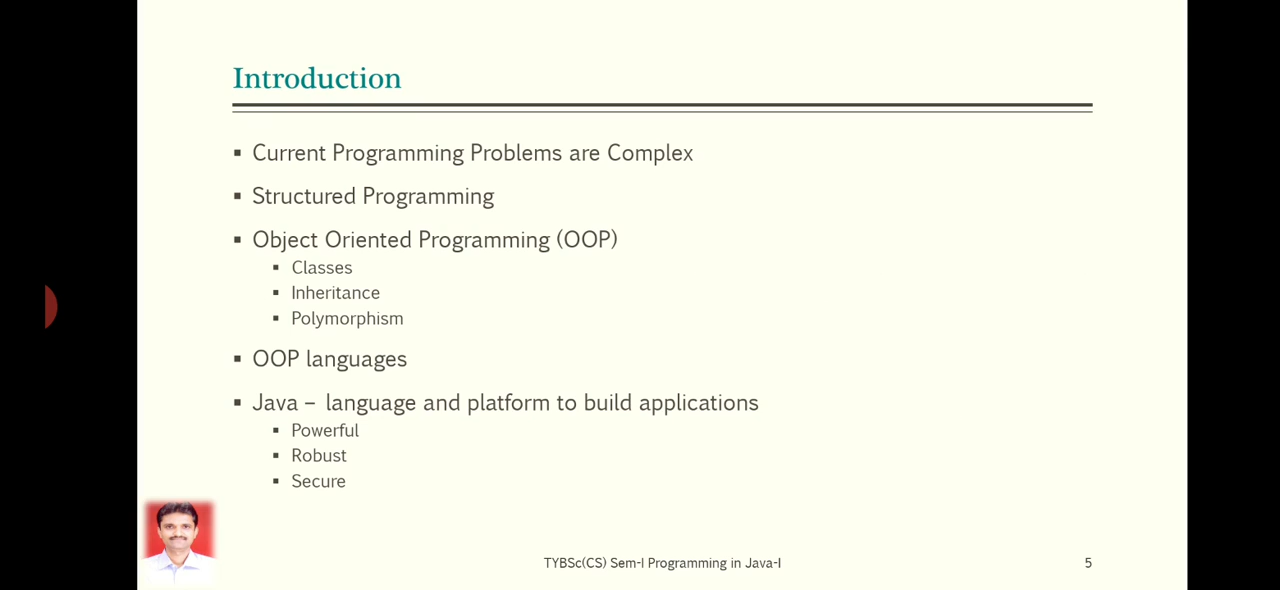 Introduction
▪ Current Programming Problems are Complex
▪ Structured Programming
▪ Object Oriented Programming (OOP)
▪ Classes
▪ Inheritance
▪ Polymorphism
▪ OOP languages
▪ Java – language and platform to build applications
▪ Powerful
▪ Robust
▪ Secure
TYBSc(CS) Sem-I Programming in Java-I
5